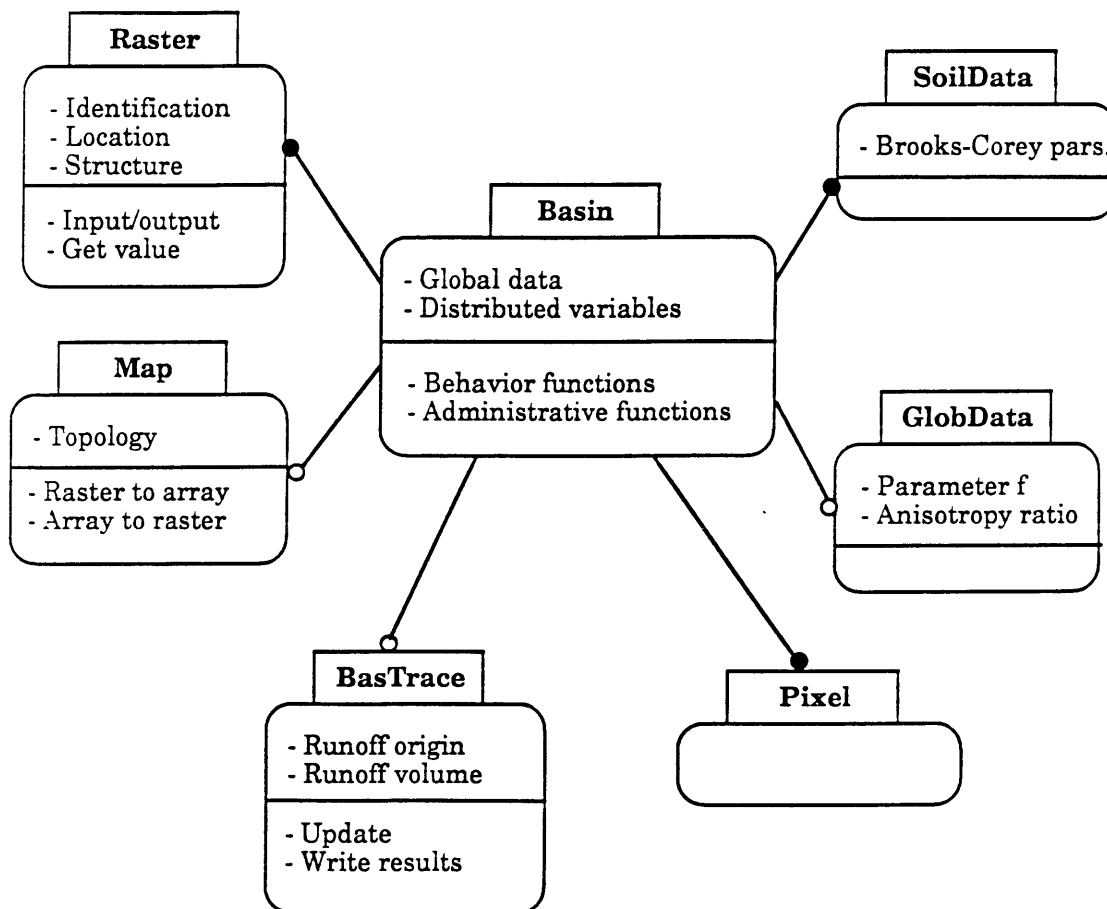 Raster
- Identification
- Location
- Structure
- Input/output
- Get value
SoilData
- Brooks-Corey pars.
Basin
- Global data
- Distributed variables
- Behavior functions
- Administrative functions
Map
- Topology
- Raster to array
- Array to raster
GlobData
- Parameter f
- Anisotropy ratio
BasTrace
- Runoff origin
- Runoff volume
- Update
- Write results
Pixel